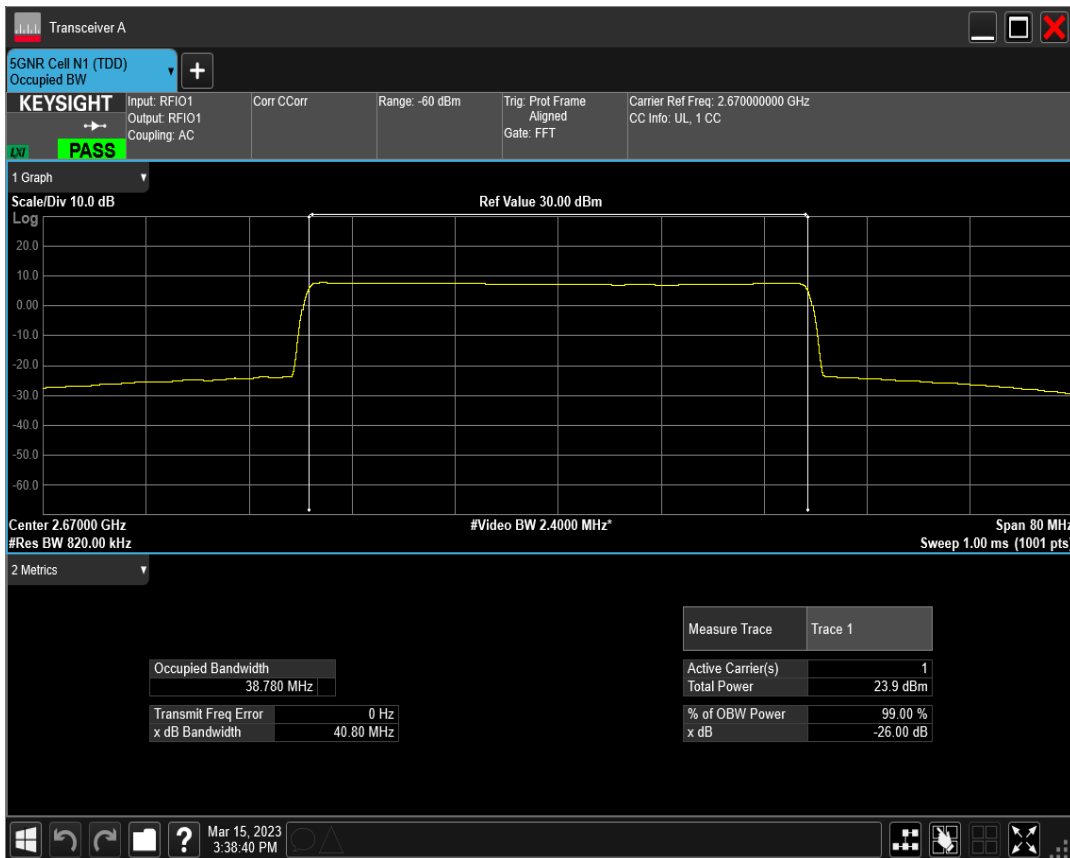 Transceiver A
5GNR Cell N1 (TDD)
Occupied BW
+
KEYSIGHT
LXI
PASS
Input: RFIO1
Output: RFIO1
Coupling: AC
Corr CCorr
Range: -60 dBm
Trig: Prot Frame
Aligned
Gate: FFT
Carrier Ref Freq: 2.670000000 GHz
CC Info: UL, 1 CC
1 Graph
Scale/Div 10.0 dB
Ref Value 30.00 dBm
Log
20.0
10.0
0.00
-10.0
-20.0
-30.0
-40.0
-50.0
-60.0
Center 2.67000 GHz
#Video BW 2.4000 MHz*
Span 80 MHz
#Res BW 820.00 kHz
Sweep 1.00 ms (1001 pts)
2 Metrics
Measure Trace Trace 1
Occupied Bandwidth
38.780 MHz
Active Carrier(s) 1
Total Power 23.9 dBm
Transmit Freq Error 0 Hz
x dB Bandwidth 40.80 MHz
% of OBW Power 99.00 %
x dB -26.00 dB
?
Mar 15, 2023
3:38:40 PM